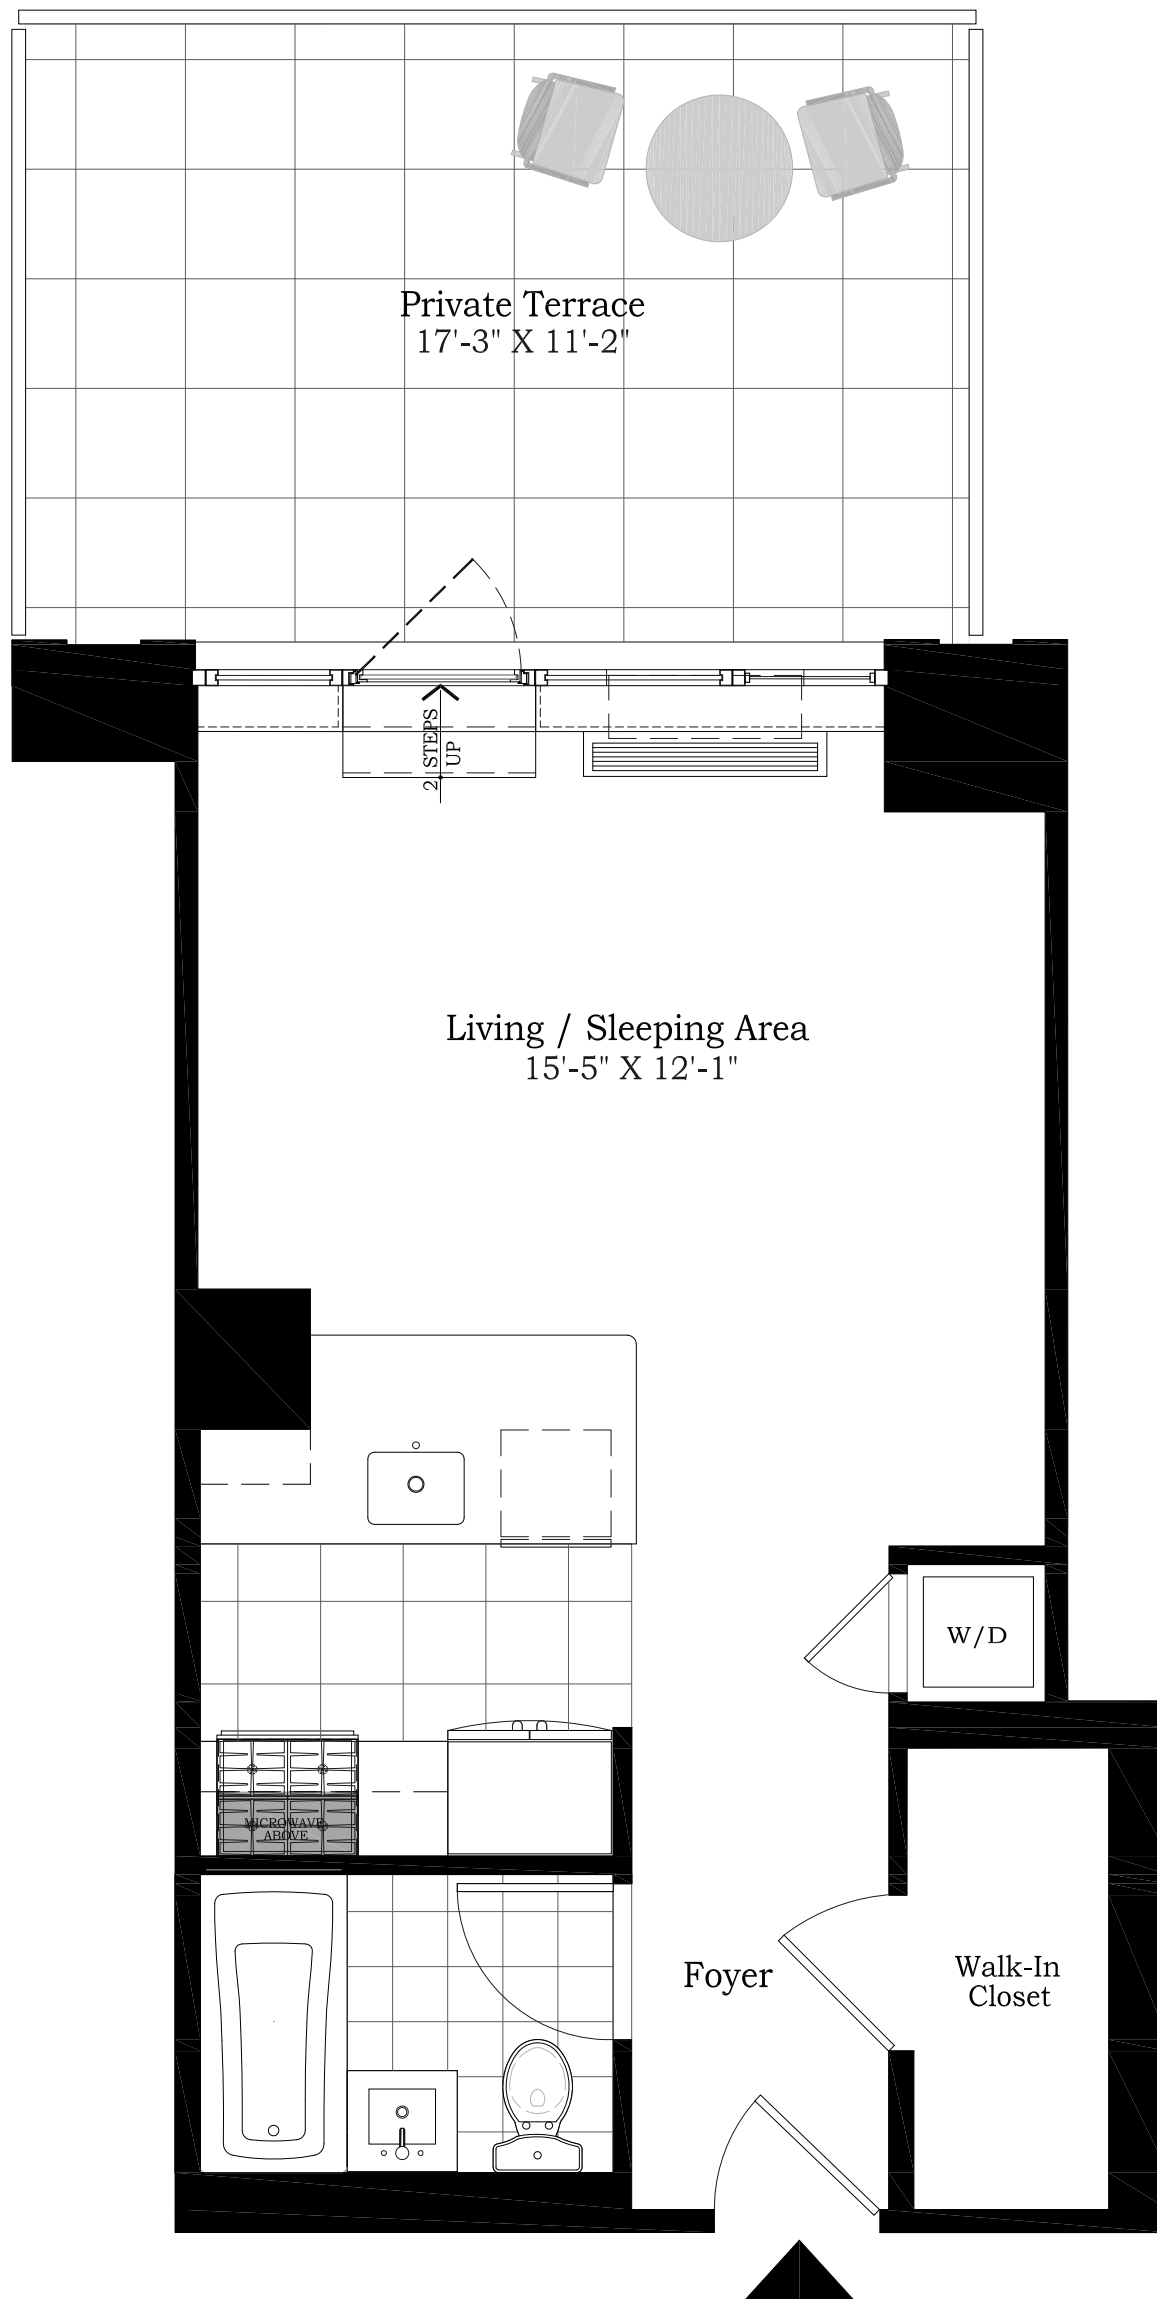 Private Terrace
17'-3" X 11'-2"
2 STEPS
UP
Living / Sleeping Area
15'-5" X 12'-1"
W/D
MICROWAVE
ABOVE
Foyer
Walk-In
Closet